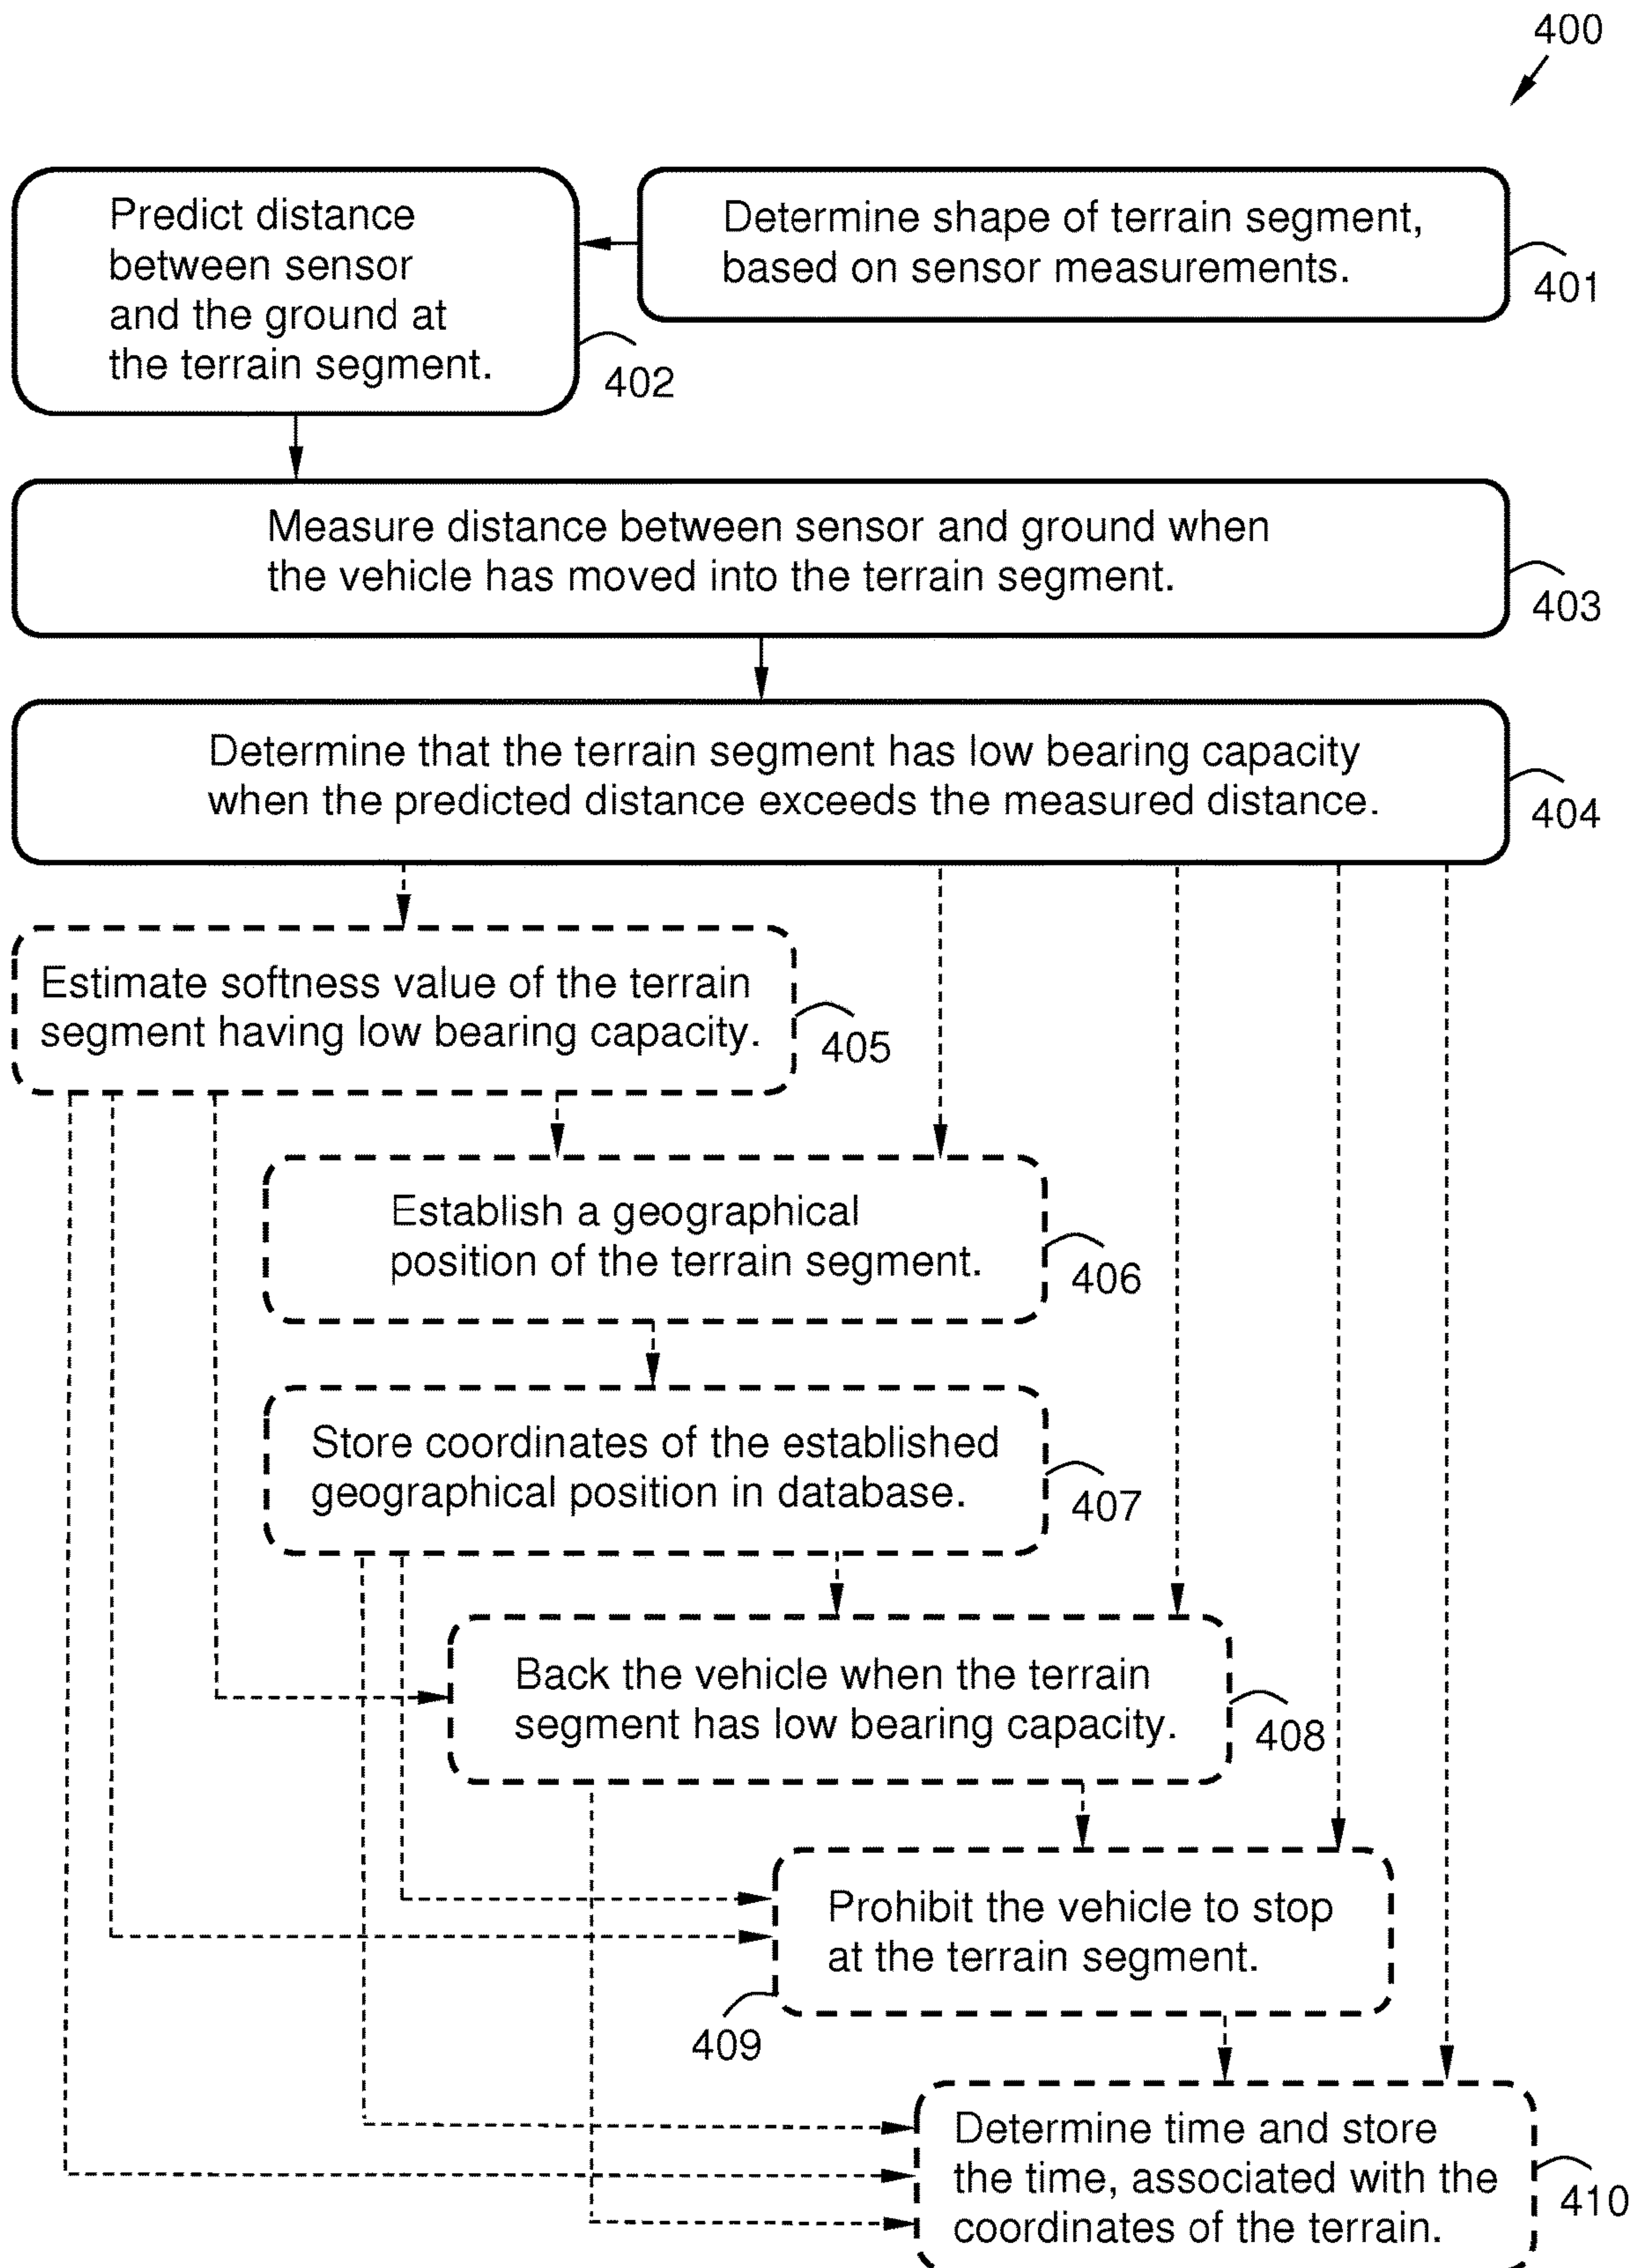 400
Predict distance
between sensor
and the ground at
the terrain segment.
402
Determine shape of terrain segment,
based on sensor measurements.
401
Measure distance between sensor and ground when
the vehicle has moved into the terrain segment.
403
Determine that the terrain segment has low bearing capacity
when the predicted distance exceeds the measured distance.
404
Estimate softness value of the terrain
segment having low bearing capacity.
405
Establish a geographical
position of the terrain segment.
406
Store coordinates of the established
geographical position in database.
407
Back the vehicle when the terrain
segment has low bearing capacity.
408
Prohibit the vehicle to stop
at the terrain segment.
409
Determine time and store
the time, associated with the
coordinates of the terrain.
410